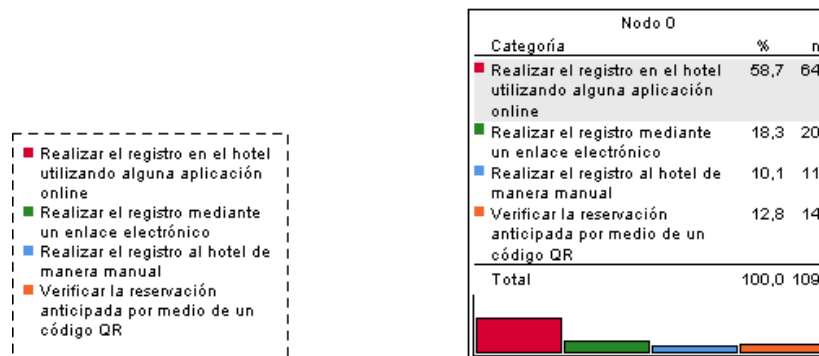 Realizar el registro en el hotel
utilizando alguna aplicación
online
Realizar el registro mediante
un enlace electrónico
Realizar el registro al hotel de
manera manual
Verificar la reservación
anticipada por medio de un
código QR
Nodo 0
Categoría % n
Realizar el registro en el hotel 58,7 64
utilizando alguna aplicación
online
Realizar el registro mediante 18,3 20
un enlace electrónico
Realizar el registro al hotel de 10,1 11
manera manual
Verificar la reservación 12,8 14
anticipada por medio de un
código QR
Total 100,0 109